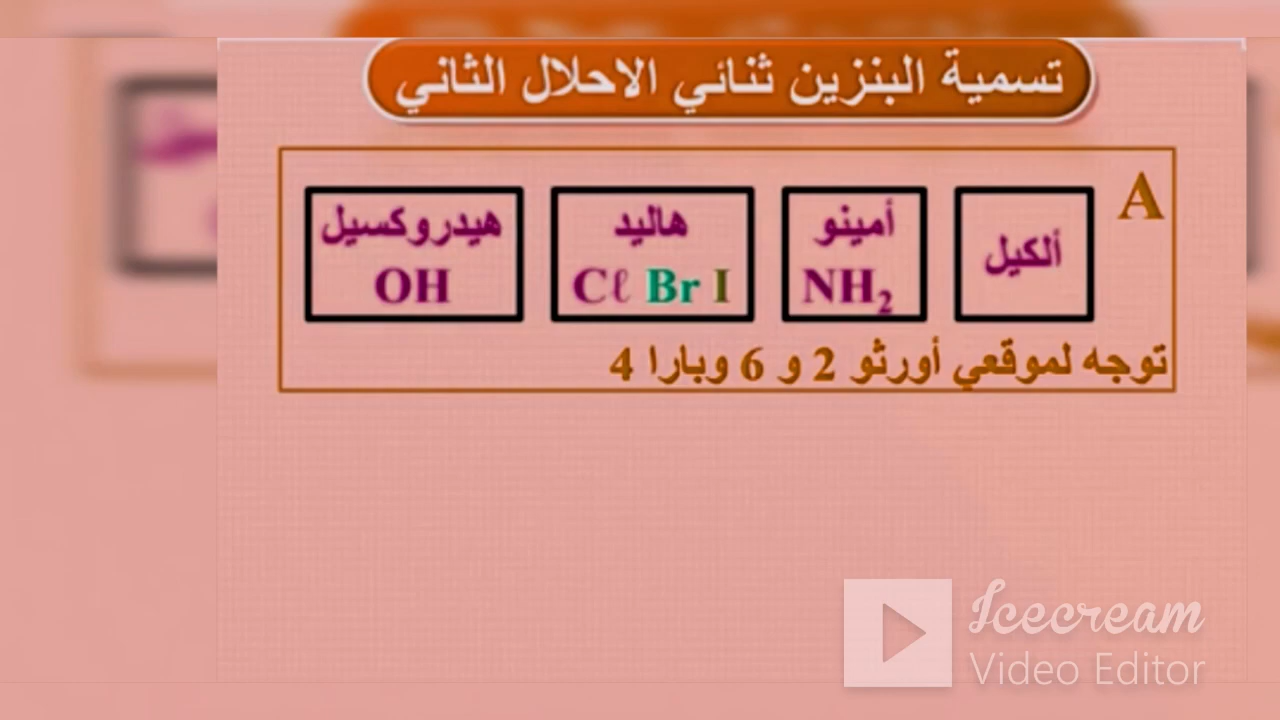 تسمية البنزين ثنائي الاحلال الثاني
A
ألكيل
أمينو
NH₂
هاليد
Cℓ Br I
هيدروكسيل
OH
توجه لموقعي أورثو 2 و 6 وبارا 4
Icecream
Video Editor